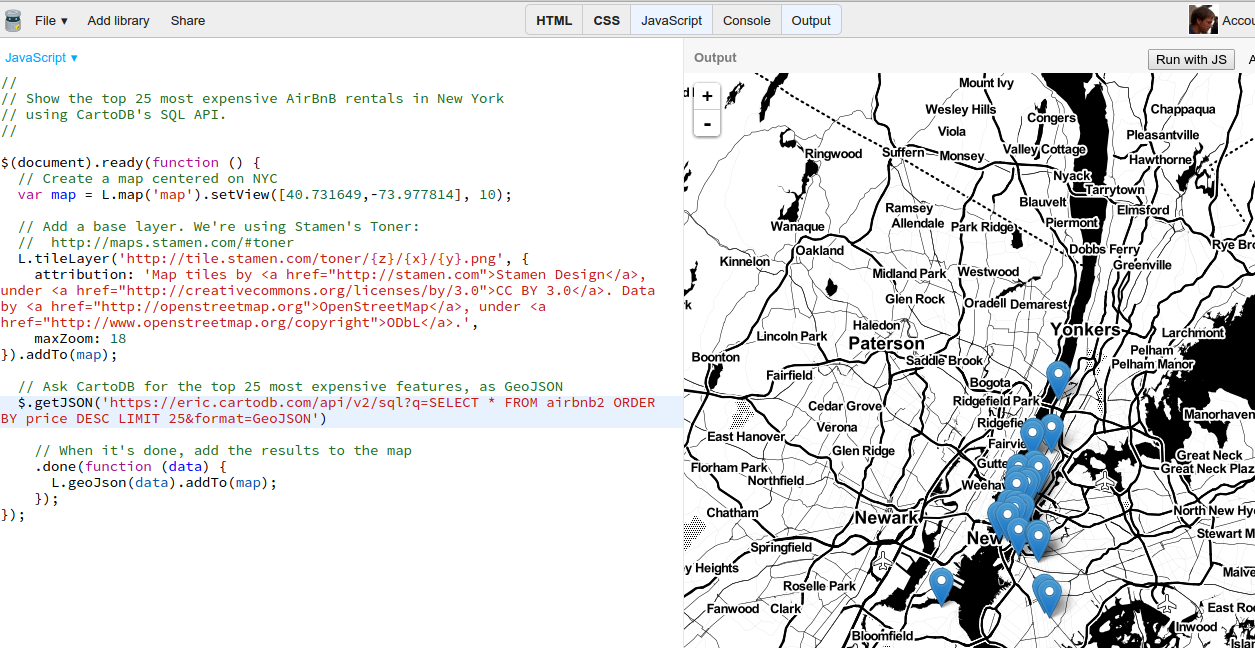 File ▾ Add library Share HTML CSS JavaScript Console Output
JavaScript ▾
//
// Show the top 25 most expensive AirBnB rentals in New York
// using CartoDB's SQL API.
//
$(document).ready(function () {
// Create a map centered on NYC
var map = L.map('map').setView([40.731649,-73.977814], 10);
// Add a base layer. We're using Stamen's Toner:
//  http://maps.stamen.com/#toner
L.tileLayer('http://tile.stamen.com/toner/{z}/{x}/{y}.png', {
attribution: 'Map tiles by <a href="http://stamen.com">Stamen Design</a>,
under <a href="http://creativecommons.org/licenses/by/3.0">CC BY 3.0</a>. Data
by <a href="http://openstreetmap.org">OpenStreetMap</a>, under <a
href="http://www.openstreetmap.org/copyright">ODbL</a>.',
maxZoom: 18
}).addTo(map);
// Ask CartoDB for the top 25 most expensive features, as GeoJSON
$.getJSON('https://eric.cartodb.com/api/v2/sql?q=SELECT * FROM airbnb2 ORDER
BY price DESC LIMIT 25&format=GeoJSON')
// When it's done, add the results to the map
.done(function (data) {
L.geoJson(data).addTo(map);
});
});
Output
Run with JS
+
-
Mount Ivy
Wesley Hills
Congers
Chappaqua
Viola
Pleasantville
Ringwood
Suffern
Monsey
Valley Cottage
Hawthorne
Nyack
Tarrytown
Ramsey
Blauvelt
Elmsford
Wanaque
Allendale
Park Ridge
Piermont
Oakland
Dobbs Ferry
Kinnelon
Midland Park
Westwood
Greenville
Glen Rock
Oradell
Demarest
Haledon
Yonkers
Lincoln Park
Paterson
Larchmont
Boonton
Saddle Brook
Pelham
Pelham Manor
Fairfield
Bogota
Ridgefield Park
Cedar Grove
Verona
East Hanover
Glen Ridge
Great Neck
Florham Park
Great Neck Plaz
Northfield
Chatham
Newark
North New Hy
New
Stewart M
Springfield
Roselle Park
Fanwood
Clark
East Ro
Inwood
Bloomfield